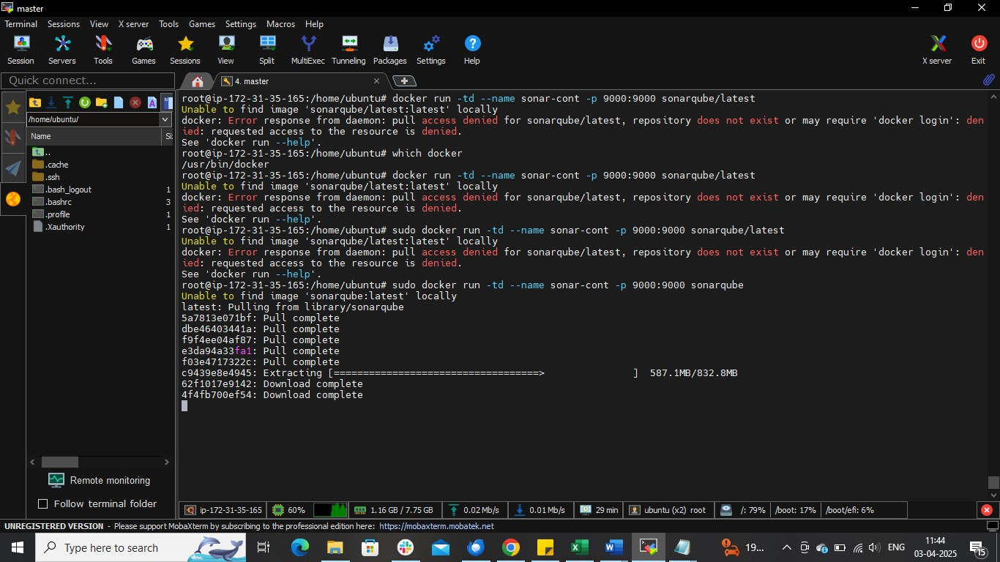 master
Terminal Sessions View X server Tools Games Settings Macros Help
Session Servers Tools Games Sessions View Split MultiExec Tunneling Packages Settings Help X server Exit
Quick connect...
4. master
/home/ubuntu/
Name Si
..
.cache
.ssh
.bash_logout 1
.bashrc 3
.profile 1
.Xauthority 1
Remote monitoring
Follow terminal folder
root@ip-172-31-35-165:/home/ubuntu# docker run -td --name sonar-cont -p 9000:9000 sonarqube/latest
Unable to find image 'sonarqube/latest:latest' locally
docker: Error response from daemon: pull access denied for sonarqube/latest, repository does not exist or may require 'docker login': den
ied: requested access to the resource is denied.
See 'docker run --help'.
root@ip-172-31-35-165:/home/ubuntu# which docker
/usr/bin/docker
root@ip-172-31-35-165:/home/ubuntu# docker run -td --name sonar-cont -p 9000:9000 sonarqube/latest
Unable to find image 'sonarqube/latest:latest' locally
docker: Error response from daemon: pull access denied for sonarqube/latest, repository does not exist or may require 'docker login': den
ied: requested access to the resource is denied.
See 'docker run --help'.
root@ip-172-31-35-165:/home/ubuntu# sudo docker run -td --name sonar-cont -p 9000:9000 sonarqube/latest
Unable to find image 'sonarqube/latest:latest' locally
docker: Error response from daemon: pull access denied for sonarqube/latest, repository does not exist or may require 'docker login': den
ied: requested access to the resource is denied.
See 'docker run --help'.
root@ip-172-31-35-165:/home/ubuntu# sudo docker run -td --name sonar-cont -p 9000:9000 sonarqube
Unable to find image 'sonarqube:latest' locally
latest: Pulling from library/sonarqube
5a7813e071bf: Pull complete
dbe46403441a: Pull complete
f9f4ee04af87: Pull complete
e3da94a33fa1: Pull complete
f03e4717322c: Pull complete
c9439e8e4945: Extracting [===================================> ] 587.1MB/832.8MB
62f1017e9142: Download complete
4f4fb700ef54: Download complete
ip-172-31-35-165 60% 1.16 GB / 7.75 GB 0.02 Mb/s 0.01 Mb/s 29 min ubuntu (x2) root /: 79% /boot: 17% /boot/efi: 6%
UNREGISTERED VERSION - Please support MobaXterm by subscribing to the professional edition here: https://mobaxterm.mobatek.net
Type here to search
19... ENG
11:44
03-04-2025
15